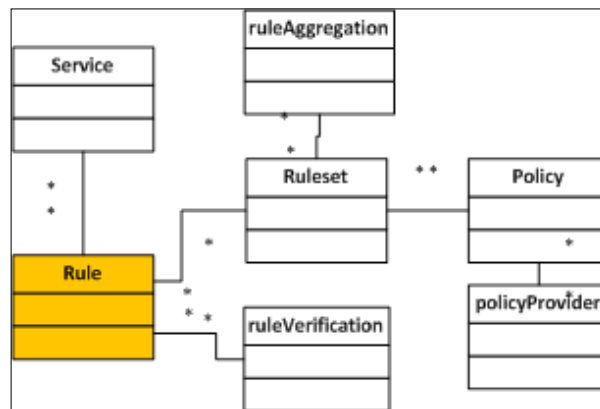 ruleAggregation
Service
*
*
*
*
Ruleset
* *
Policy
*
Rule
*
*
* *
ruleVerification
*
policyProvider